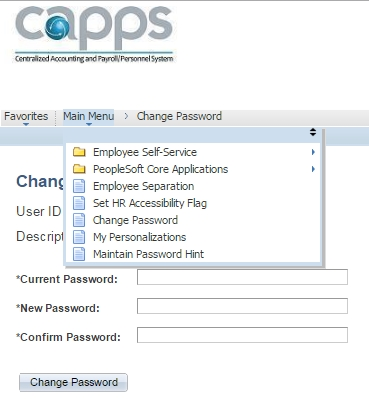 capps
Centralized Accounting and Payroll/Personnel System
Favorites Main Menu > Change Password
Employee Self-Service
PeopleSoft Core Applications
Employee Separation
Set HR Accessibility Flag
Change Password
My Personalizations
Maintain Password Hint
Chang
User ID
Descript
*Current Password:
*New Password:
*Confirm Password:
Change Password